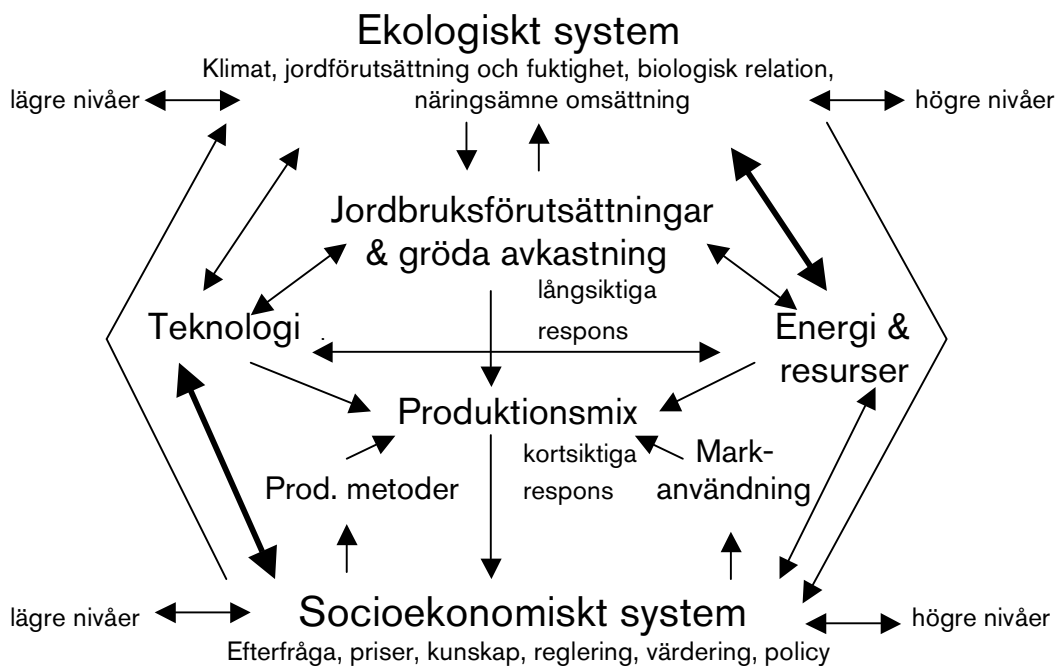 Ekologiskt system
Klimat, jordförutsättning och fuktighet, biologisk relation,
lägre nivåer
näringsämne omsättning
högre nivåer
Jordbruksförutsättningar
& gröda avkastning
långsiktiga
respons
Teknologi .
Energi &
resurser
Produktionsmix
kortsiktiga
respons
Prod. metoder
Mark-
användning
Socioekonomiskt system
lägre nivåer
högre nivåer
Efterfråga, priser, kunskap, reglering, värdering, policy